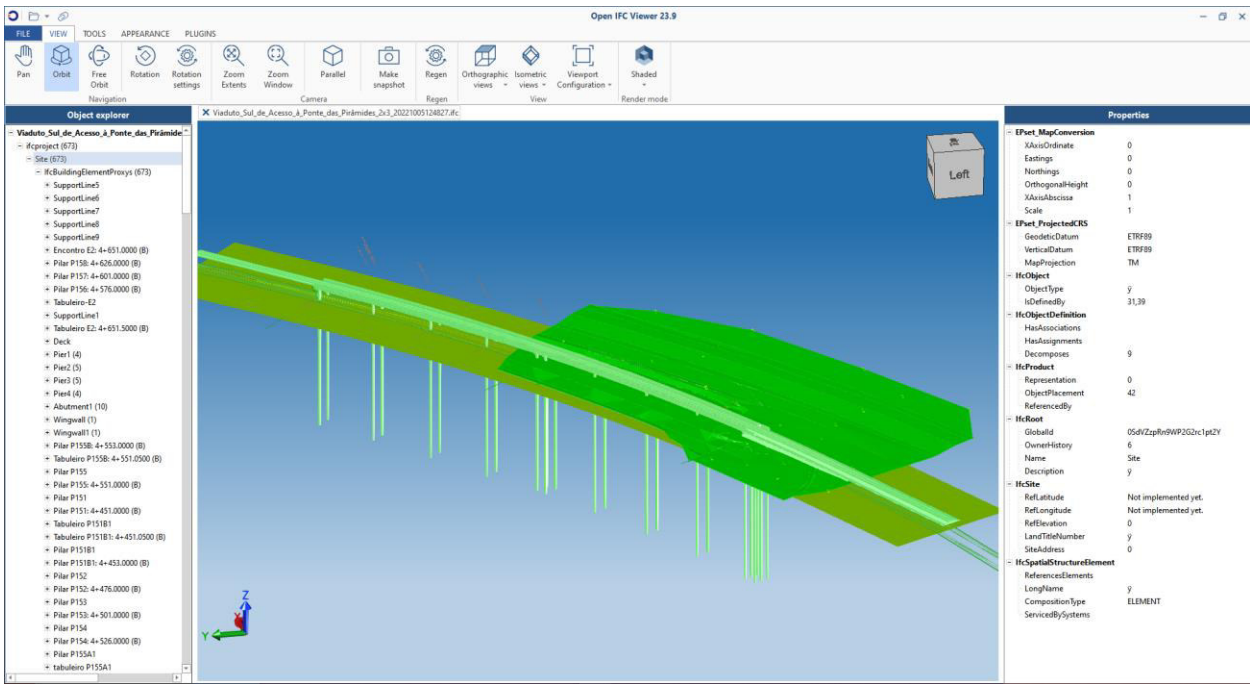 Open IFC Viewer 23.9
FILE VIEW TOOLS APPEARANCE PLUGINS
Pan Orbit Free Orbit Rotation Rotation settings Zoom Extents Zoom Window Parallel Make snapshot Regen Orthographic views Isometric views Viewport Configuration Shaded
Navigation Camera Regen View Render mode
Object explorer
Viaduto_Sul_de_Acesso_à_Ponte_das_Pirâmide
ifcproject (673)
Site (673)
IfcBuildingElementProxys (673)
SupportLine5
SupportLine6
SupportLine7
SupportLine8
SupportLine9
Encontro E2: 4+651.0000 (B)
Pilar P158: 4+626.0000 (B)
Pilar P157: 4+601.0000 (B)
Pilar P156: 4+576.0000 (B)
Tabuleiro-E2
SupportLine1
Tabuleiro E2: 4+651.5000 (B)
Deck
Pier1 (4)
Pier2 (5)
Pier3 (5)
Pier4 (4)
Abutment1 (10)
Wingwall (1)
Wingwall1 (1)
Pilar P155B: 4+553.0000 (B)
Tabuleiro P155B: 4+551.0500 (B)
Pilar P155
Pilar P155: 4+551.0000 (B)
Pilar P151
Pilar P151: 4+451.0000 (B)
Tabuleiro P151B1
Tabuleiro P151B1: 4+451.0500 (B)
Pilar P151B1
Pilar P151B1: 4+453.0000 (B)
Pilar P152
Pilar P152: 4+476.0000 (B)
Pilar P153
Pilar P153: 4+501.0000 (B)
Pilar P154
Pilar P154: 4+526.0000 (B)
Pilar P155A1
tabuleiro P155A1
Viaduto_Sul_de_Acesso_à_Ponte_das_Pirâmides_2x3_20221005124827.ifc
Left
Z
X
Y
Properties
EPset_MapConversion
XAxisOrdinate 0
Eastings 0
Northings 0
OrthogonalHeight 0
XAxisAbscissa 1
Scale 1
EPset_ProjectedCRS
GeodeticDatum ETRF89
VerticalDatum ETRF89
MapProjection TM
IfcObject
ObjectType ÿ
IsDefinedBy 31,39
IfcObjectDefinition
HasAssociations
HasAssignments
Decomposes 9
IfcProduct
Representation 0
ObjectPlacement 42
ReferencedBy
IfcRoot
GlobalId 0SdVZzpRn9WP2G2rc1ptZY
OwnerHistory 6
Name Site
Description ÿ
IfcSite
RefLatitude Not implemented yet.
RefLongitude Not implemented yet.
RefElevation 0
LandTitleNumber ÿ
SiteAddress 0
IfcSpatialStructureElement
ReferencesElements
LongName ÿ
CompositionType ELEMENT
ServicedBySystems